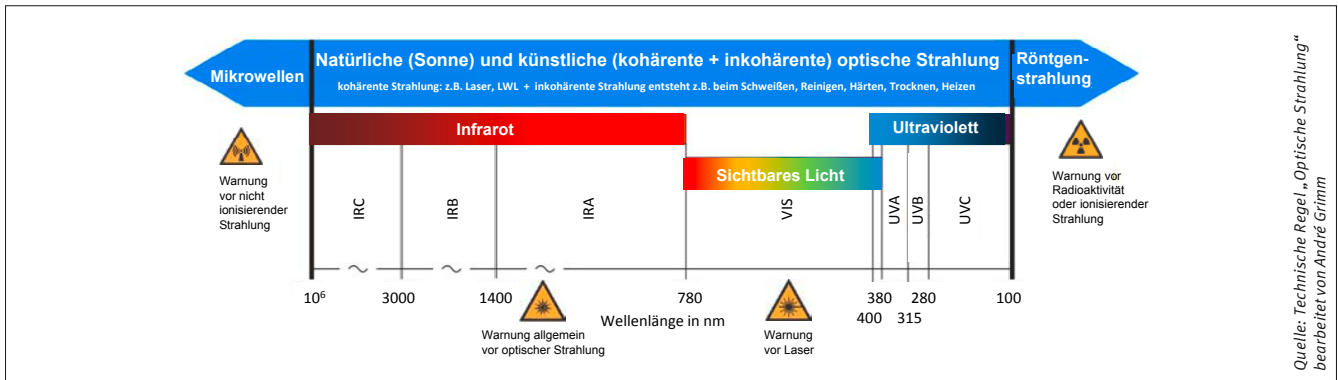 Natürliche (Sonne) und künstliche (kohärente + inkohärente) optische Strahlung
kohärente Strahlung: z.B. Laser, LWL + inkohärente Strahlung entsteht z.B. beim Schweißen, Reinigen, Härten, Trocknen, Heizen
Mikrowellen
Röntgen-
strahlung
Infrarot
Ultraviolett
Sichtbares Licht
Warnung
vor nicht
ionisierender
Strahlung
IRC
IRB
IRA
VIS
UVA
UVB
UVC
Warnung vor
Radioaktivität
oder ionisierender
Strahlung
10⁶
3000
1400
780
380
280
100
400
315
Wellenlänge in nm
Warnung allgemein
vor optischer Strahlung
Warnung
vor Laser
Quelle: Technische Regel „Optische Strahlung“
bearbeitet von André Grimm